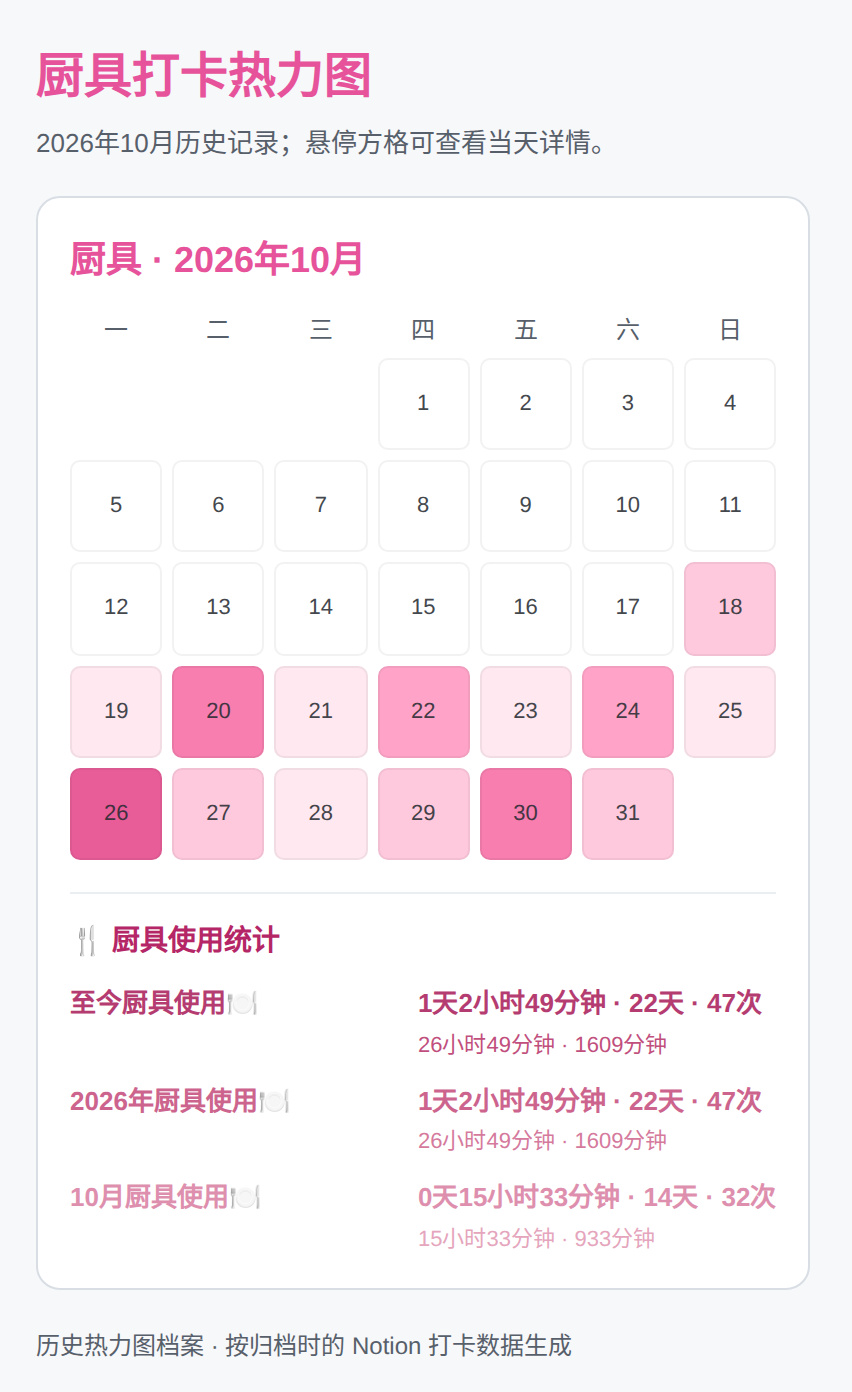 厨具打卡热力图
2026年10月历史记录；悬停方格可查看当天详情。
厨具 · 2026年10月
一 二 三 四 五 六 日
1 2 3 4
5 6 7 8 9 10 11
12 13 14 15 16 17 18
19 20 21 22 23 24 25
26 27 28 29 30 31
🍴 厨具使用统计
至今厨具使用🍽️ 1天2小时49分钟 · 22天 · 47次
26小时49分钟 · 1609分钟
2026年厨具使用🍽️ 1天2小时49分钟 · 22天 · 47次
26小时49分钟 · 1609分钟
10月厨具使用🍽️ 0天15小时33分钟 · 14天 · 32次
15小时33分钟 · 933分钟
历史热力图档案 · 按归档时的 Notion 打卡数据生成